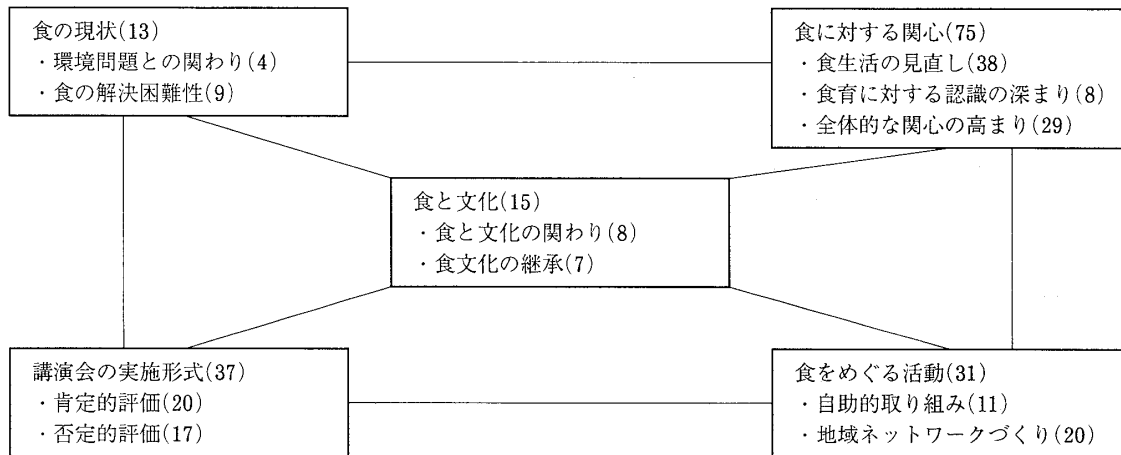 食の現状(13)
・環境問題との関わり(4)
・食の解決困難性(9)
食に対する関心(75)
・食生活の見直し(38)
・食育に対する認識の深まり(8)
・全体的な関心の高まり(29)
食と文化(15)
・食と文化の関わり(8)
・食文化の継承(7)
講演会の実施形式(37)
・肯定的評価(20)
・否定的評価(17)
食をめぐる活動(31)
・自助的取り組み(11)
・地域ネットワークづくり(20)